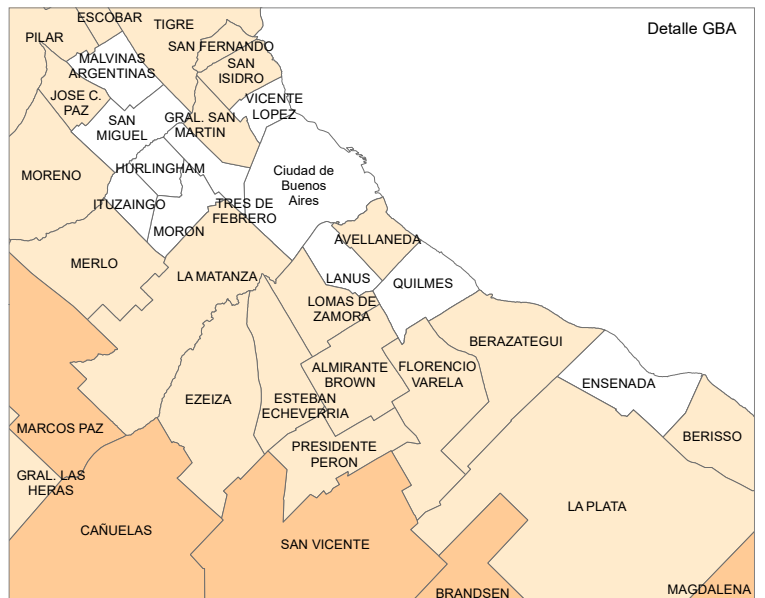 ESCOBAR
TIGRE
Detalle GBA
PILAR
SAN FERNANDO
MALVINAS
ARGENTINAS
SAN
ISIDRO
JOSE C.
PAZ
VICENTE
LOPEZ
SAN
MIGUEL
GRAL. SAN
MARTIN
HURLINGHAM
MORENO
Ciudad de
Buenos
Aires
ITUZAINGO
TRES DE
FEBRERO
MORON
AVELLANEDA
MERLO
LA MATANZA
LANUS
QUILMES
LOMAS DE
ZAMORA
BERAZATEGUI
ALMIRANTE
BROWN
FLORENCIO
VARELA
ENSENADA
EZEIZA
ESTEBAN
ECHEVERRIA
MARCOS PAZ
BERISSO
PRESIDENTE
PERON
GRAL. LAS
HERAS
LA PLATA
CAÑUELAS
SAN VICENTE
BRANDSEN
MAGDALENA